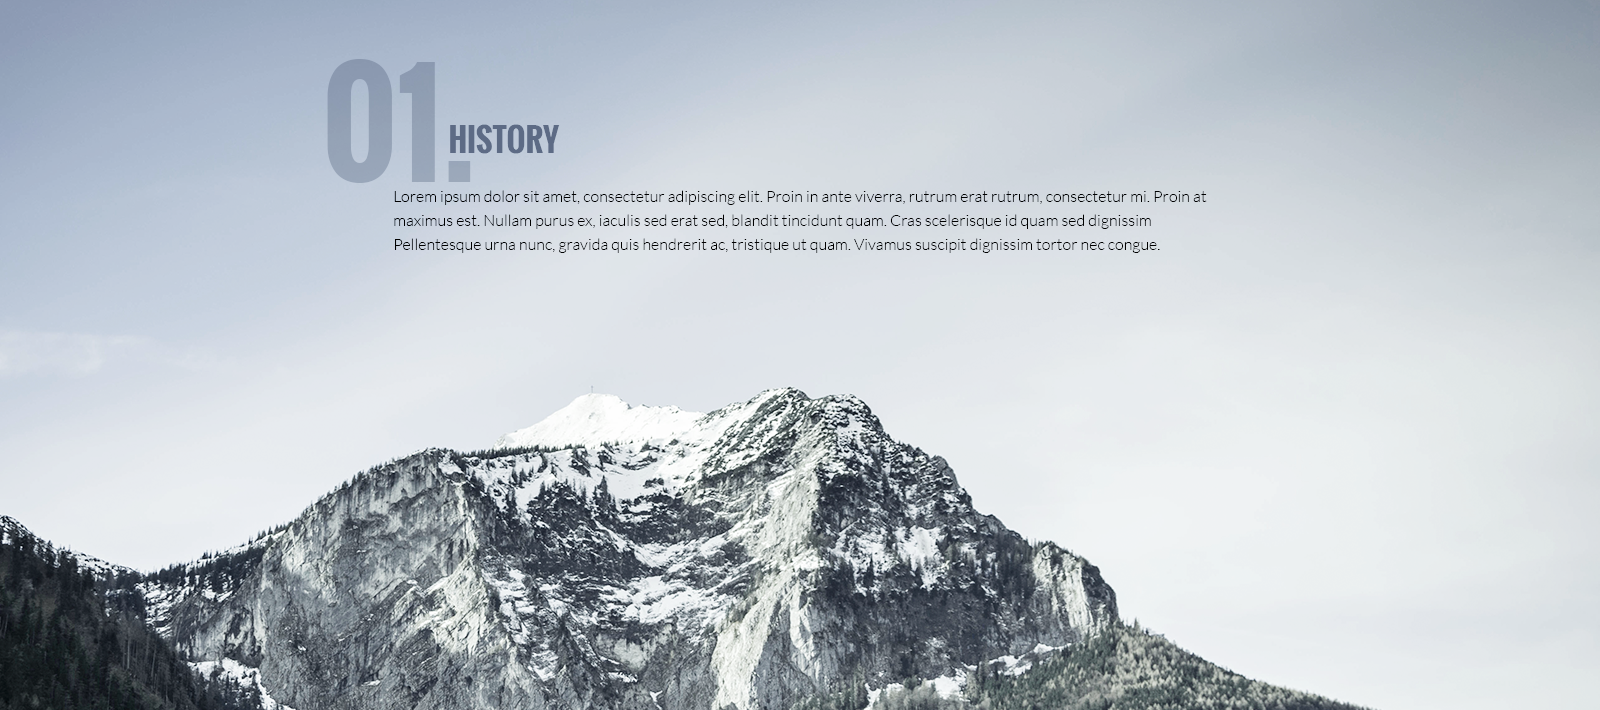 01.
HISTORY
Lorem ipsum dolor sit amet, consectetur adipiscing elit. Proin in ante viverra, rutrum erat rutrum, consectetur mi. Proin at
maximus est. Nullam purus ex, iaculis sed erat sed, blandit tincidunt quam. Cras scelerisque id quam sed dignissim
Pellentesque urna nunc, gravida quis hendrerit ac, tristique ut quam. Vivamus suscipit dignissim tortor nec congue.